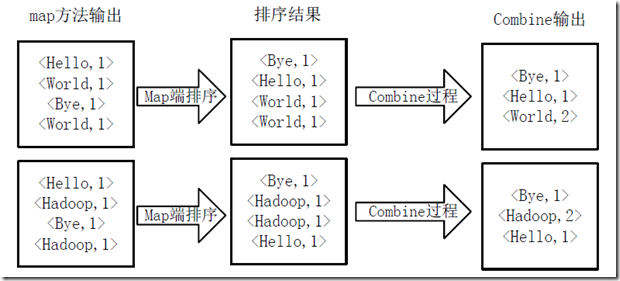 map方法输出
排序结果
Combine输出
<Hello,1>
<World,1>
<Bye,1>
<World,1>
Map端排序
<Bye,1>
<Hello,1>
<World,1>
<World,1>
Combine过程
<Bye,1>
<Hello,1>
<World,2>
<Hello,1>
<Hadoop,1>
<Bye,1>
<Hadoop,1>
Map端排序
<Bye,1>
<Hadoop,1>
<Hadoop,1>
<Hello,1>
Combine过程
<Bye,1>
<Hadoop,2>
<Hello,1>